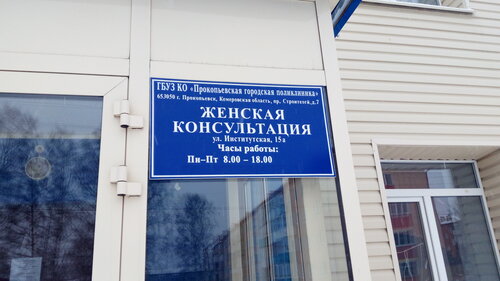 ГБУЗ КО «Прокопьевская городская поликлиника»
653050 г. Прокопьевск, Кемеровская область, пр. Строителей, д.7
ЖЕНСКАЯ
КОНСУЛЬТАЦИЯ
ул. Институтская, 15а
Часы работы:
Пн-Пт 8.00 – 18.00